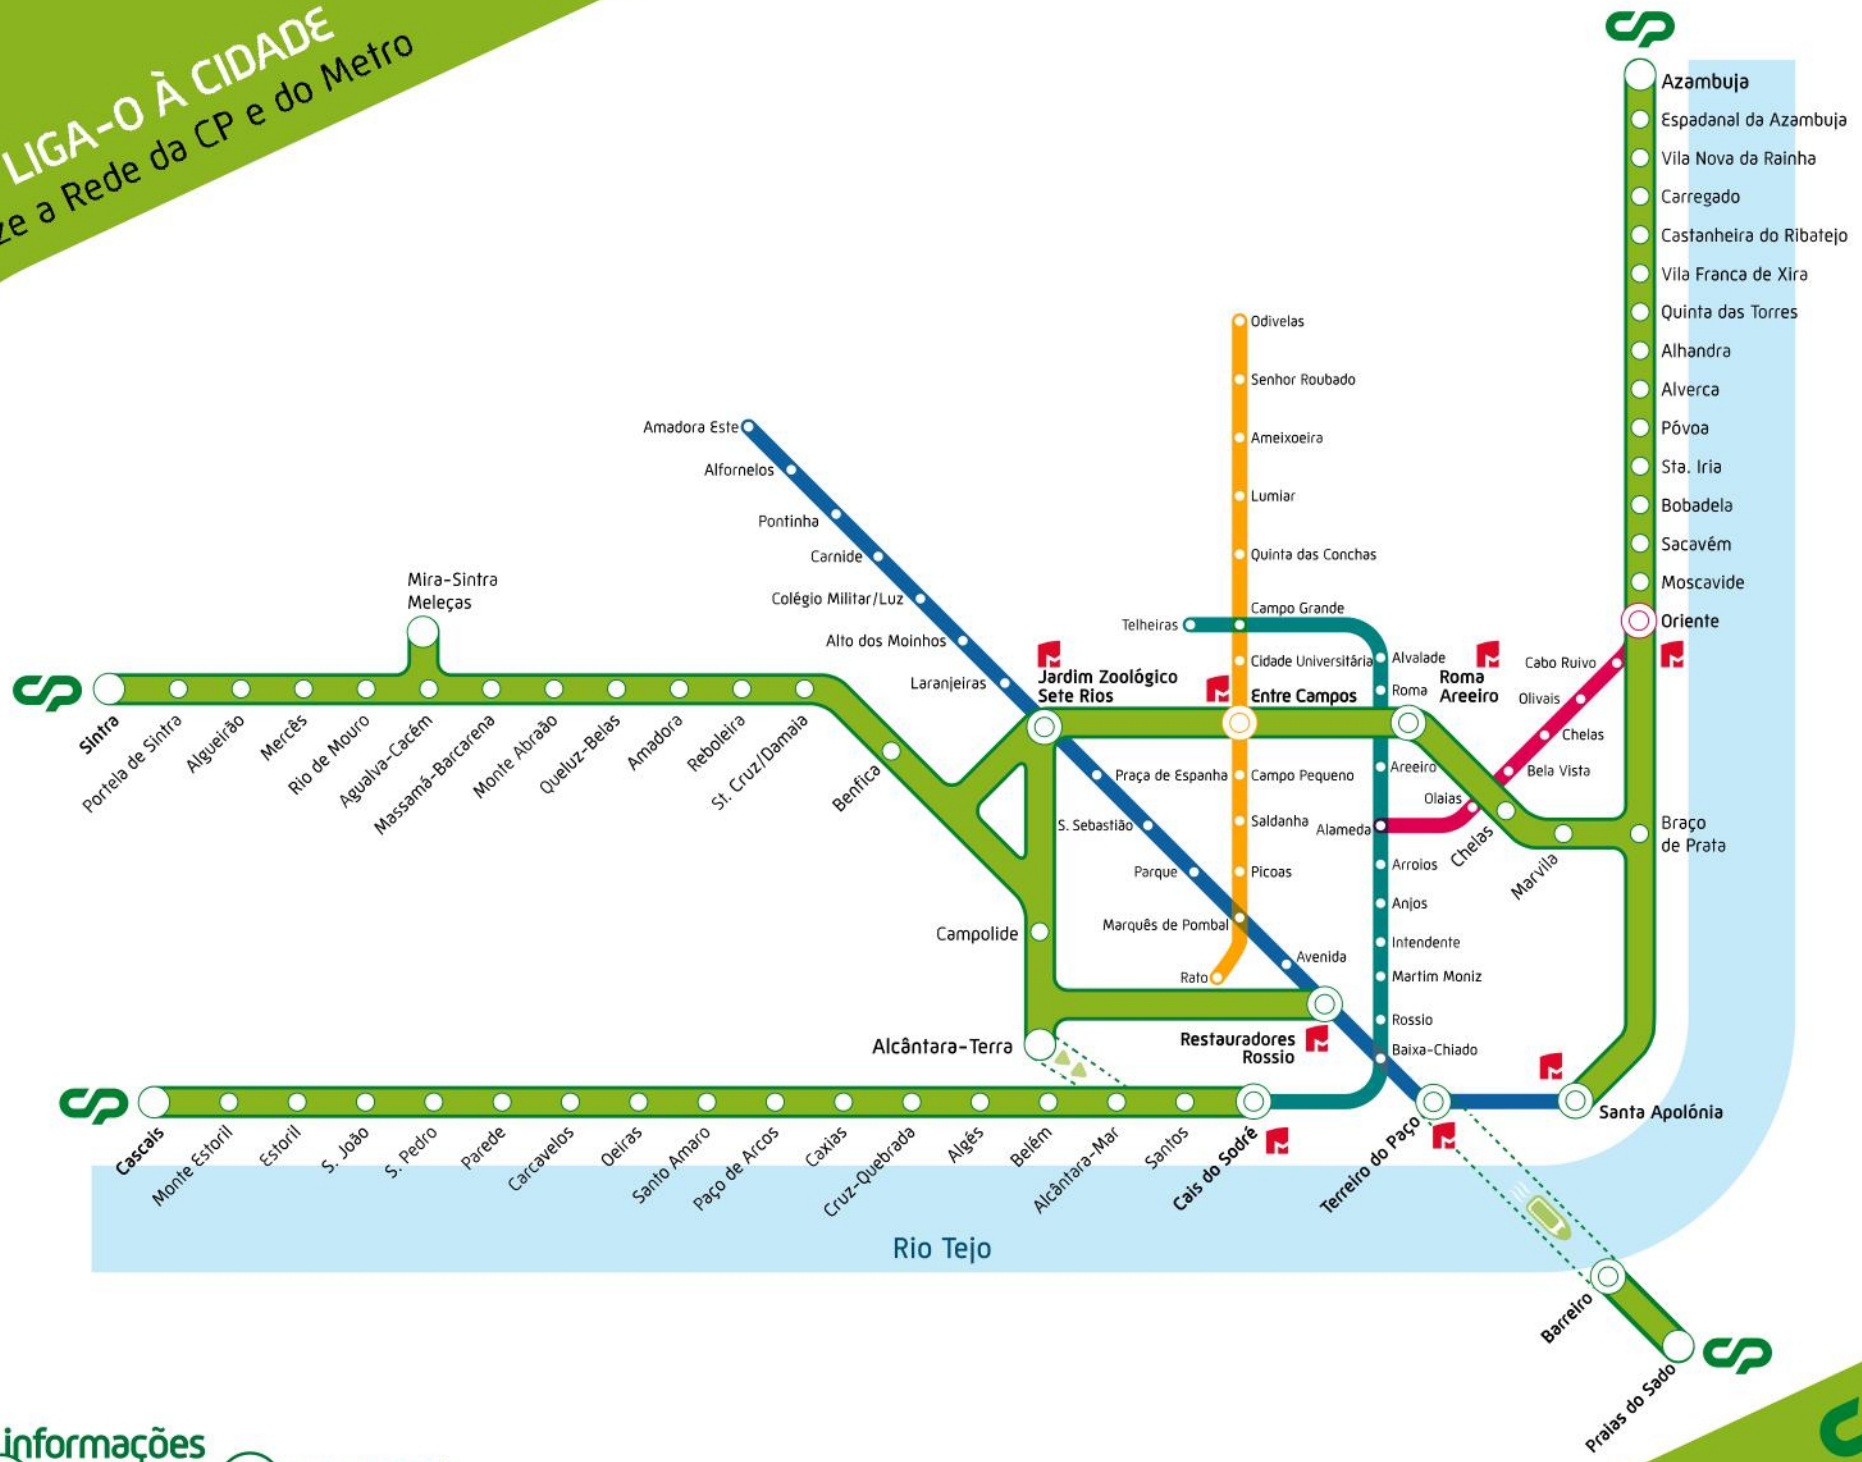 LIGA-O À CIDADE
a Rede da CP e do Metro
CP
Azambuja
Espadanal da Azambuja
Vila Nova da Rainha
Carregado
Castanheira do Ribatejo
Vila Franca de Xira
Quinta das Torres
Alhandra
Alverca
Póvoa
Sta. Iria
Bobadela
Sacavém
Moscavide
Oriente
Braço
de Prata
Odivelas
Senhor Roubado
Ameixoeira
Lumiar
Quinta das Conchas
Campo Grande
Cidade Universitária
Entre Campos
Campo Pequeno
Saldanha
Picoas
Marquês de Pombal
Rato
Amadora Este
Alfornelos
Pontinha
Carnide
Colégio Militar/Luz
Alto dos Moinhos
Laranjeiras
Jardim Zoológico
Sete Rios
Praça de Espanha
S. Sebastião
Parque
Avenida
Restauradores
Rossio
Telheiras
Alvalade
Roma
Roma
Areeiro
Areeiro
Alameda
Arroios
Anjos
Intendente
Martim Moniz
Rossio
Baixa-Chiado
Cabo Ruivo
Olivais
Chelas
Bela Vista
Olaias
Chelas
Marvila
Mira-Sintra
Meleças
CP
Sintra
Portela de Sintra
Algueirão
Mercês
Rio de Mouro
Agualva-Cacém
Massamá-Barcarena
Monte Abraão
Queluz-Belas
Amadora
Reboleira
St. Cruz/Damaia
Benfica
Campolide
Alcântara-Terra
CP
Cascais
Monte Estoril
Estoril
S. João
S. Pedro
Parede
Carcavelos
Oeiras
Santo Amaro
Paço de Arcos
Caxias
Cruz-Quebrada
Algés
Belém
Alcântara-Mar
Santos
Cais do Sodré
Terreiro do Paço
Santa Apolónia
Rio Tejo
Barreiro
Praias do Sado
CP
informações